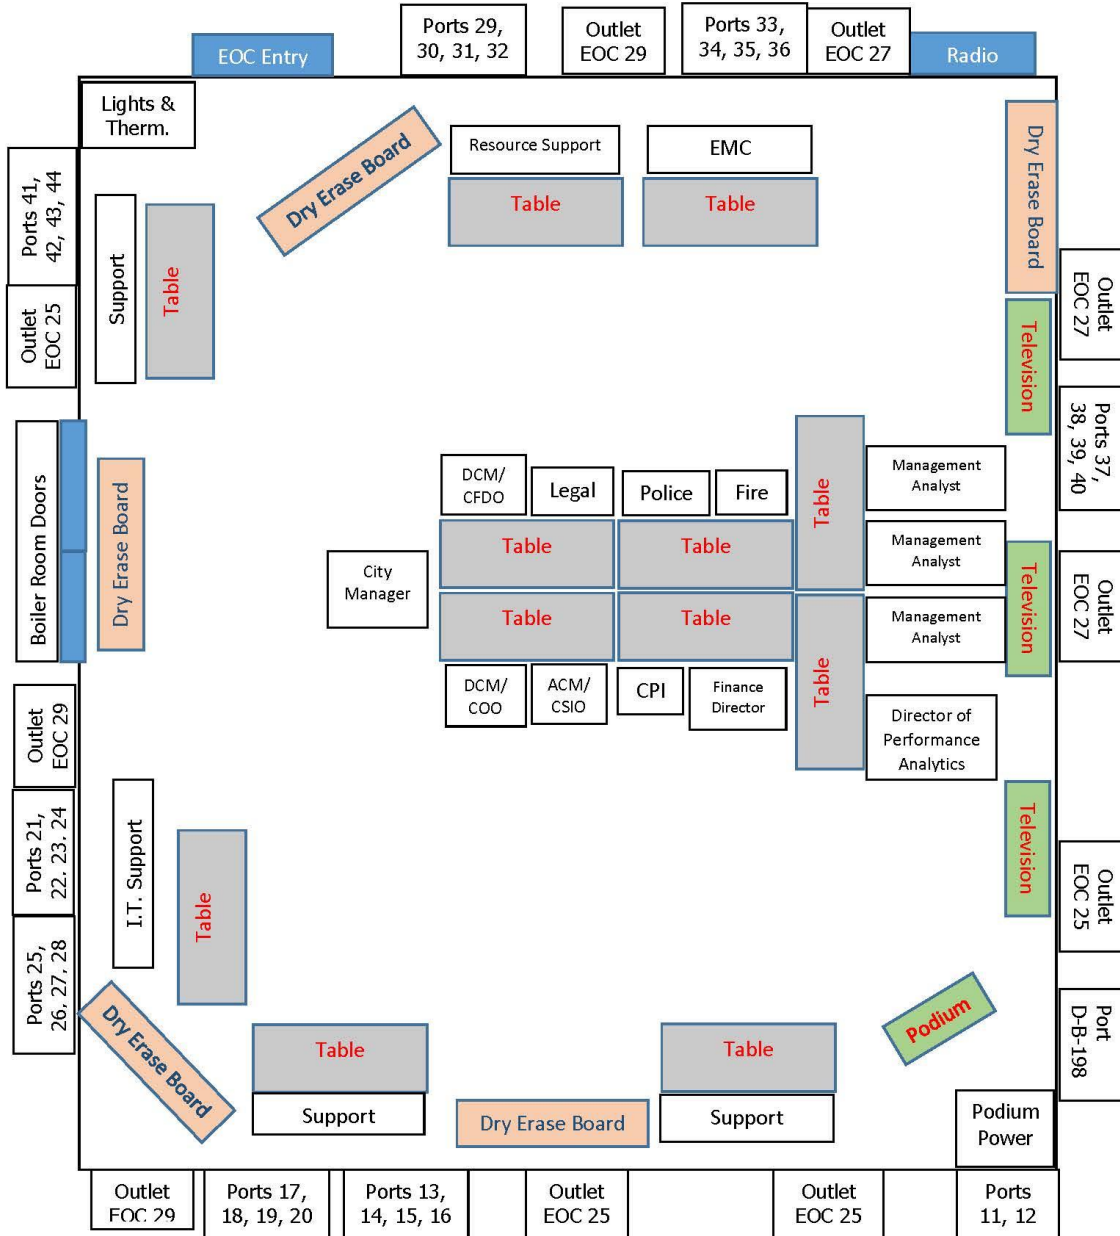 Ports 29,
30, 31, 32
Outlet
EOC 29
Ports 33,
34, 35, 36
Outlet
EOC 27
EOC Entry
Radio
Lights &
Therm.
Dry Erase Board
Resource Support
EMC
Table
Table
Dry Erase Board
Ports 41,
42, 43, 44
Support
Table
Outlet
EOC 25
Outlet
EOC 27
Television
Ports 37,
38, 39, 40
Boiler Room Doors
Dry Erase Board
DCM/
CFDO
Legal
Police
Fire
Table
Management
Analyst
Table
Table
Management
Analyst
City
Manager
Television
Outlet
EOC 27
Table
Table
Management
Analyst
DCM/
COO
ACM/
CSIO
CPI
Finance
Director
Table
Director of
Performance
Analytics
Outlet
EOC 29
Ports 21,
22. 23. 24
I.T. Support
Table
Television
Outlet
EOC 25
Ports 25,
26, 27. 28
Dry Erase Board
Table
Support
Dry Erase Board
Table
Support
Podium
Port
D-B-198
Podium
Power
Outlet
EOC 29
Ports 17,
18, 19, 20
Ports 13,
14, 15, 16
Outlet
EOC 25
Outlet
EOC 25
Ports
11, 12